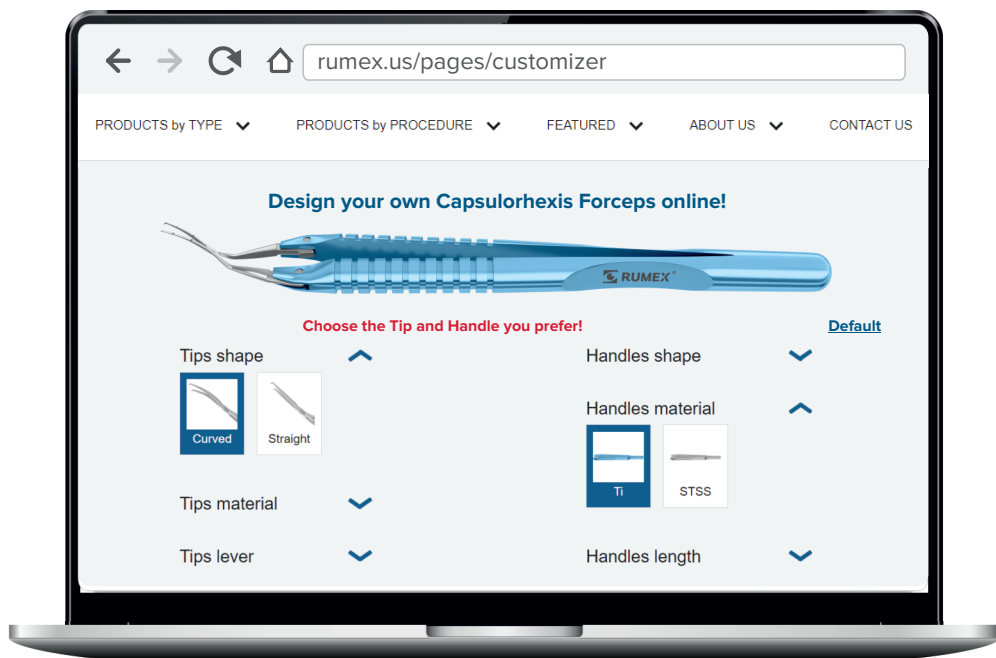 rumex.us/pages/customizer
PRODUCTS by TYPE
PRODUCTS by PROCEDURE
FEATURED
ABOUT US
CONTACT US
Design your own Capsulorhexis Forceps online!
RUMEX®
Choose the Tip and Handle you prefer!
Default
Tips shape
Curved
Straight
Tips material
Tips lever
Handles shape
Handles material
Ti
STSS
Handles length